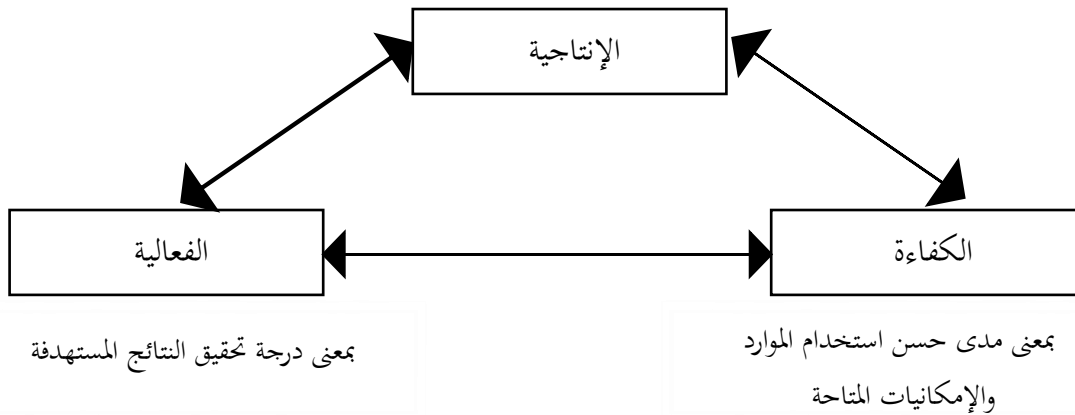 الإنتاجية
الكفاءة
الفعالية
بمعنى مدى حسن استخدام الموارد
والإمكانيات المتاحة
بمعنى درجة تحقيق النتائج المستهدفة